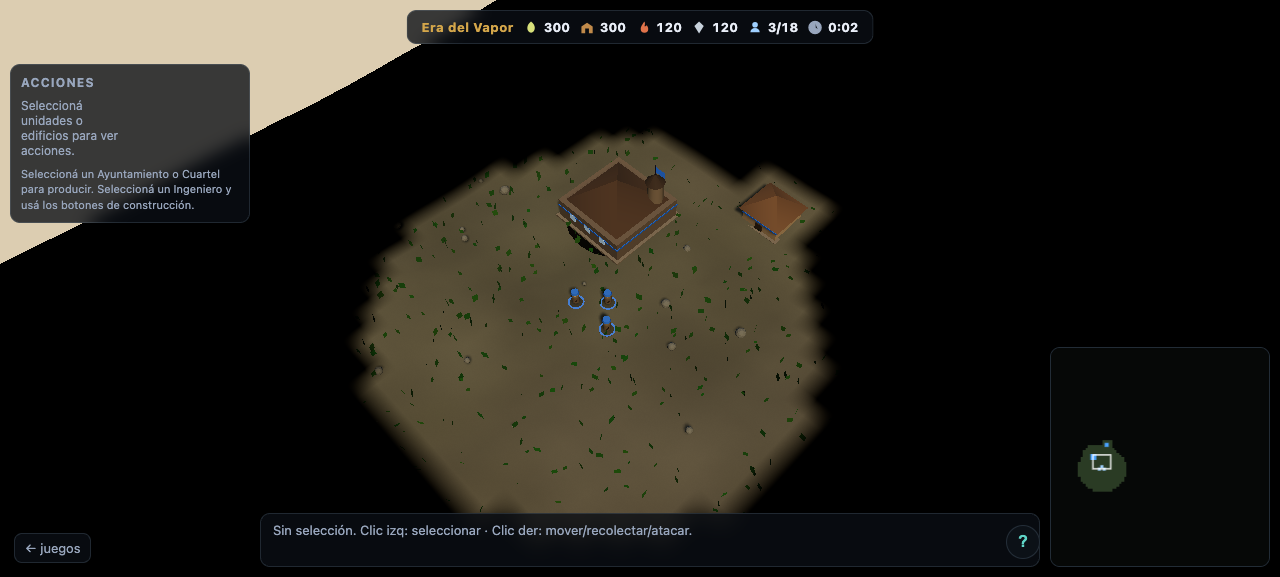 Era del Vapor 300 300 120 120 3/18 0:02
ACCIONES
Seleccioná
unidades o
edificios para ver
acciones.
Seleccioná un Ayuntamiento o Cuartel
para producir. Seleccioná un Ingeniero y
usá los botones de construcción.
Sin selección. Clic izq: seleccionar · Clic der: mover/recolectar/atacar.
?
← juegos